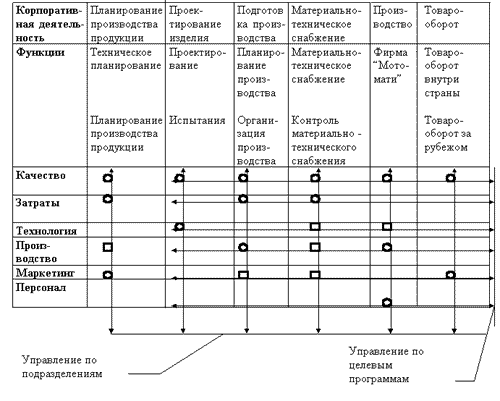 Корпоратив-
ная деятель-
ность
Планирование
производства
продукции
Проек-
тирование
изделия
Подготов
ка произ-
водства
Материально-
техническое
снабжение
Произ-
водство
Товаро-
оборот
Функции
Техническое
планирование
Планирование
производства
продукции
Проектиро-
вание
Испытания
Планиро
вание
произ-
водства
Органи-
зация
произ-
водства
Материально-
техническое
снабжение
Контроль
материально -
технического
снабжения
Фирма
“Мото-
мати”
Товаро-
оборот
внутри
страны
Товаро-
оборот за
рубежом
Качество
Затраты
Технология
Произ-
водство
Маркетинг
Персонал
Управление по
подразделениям
Управление по
целевым
программам